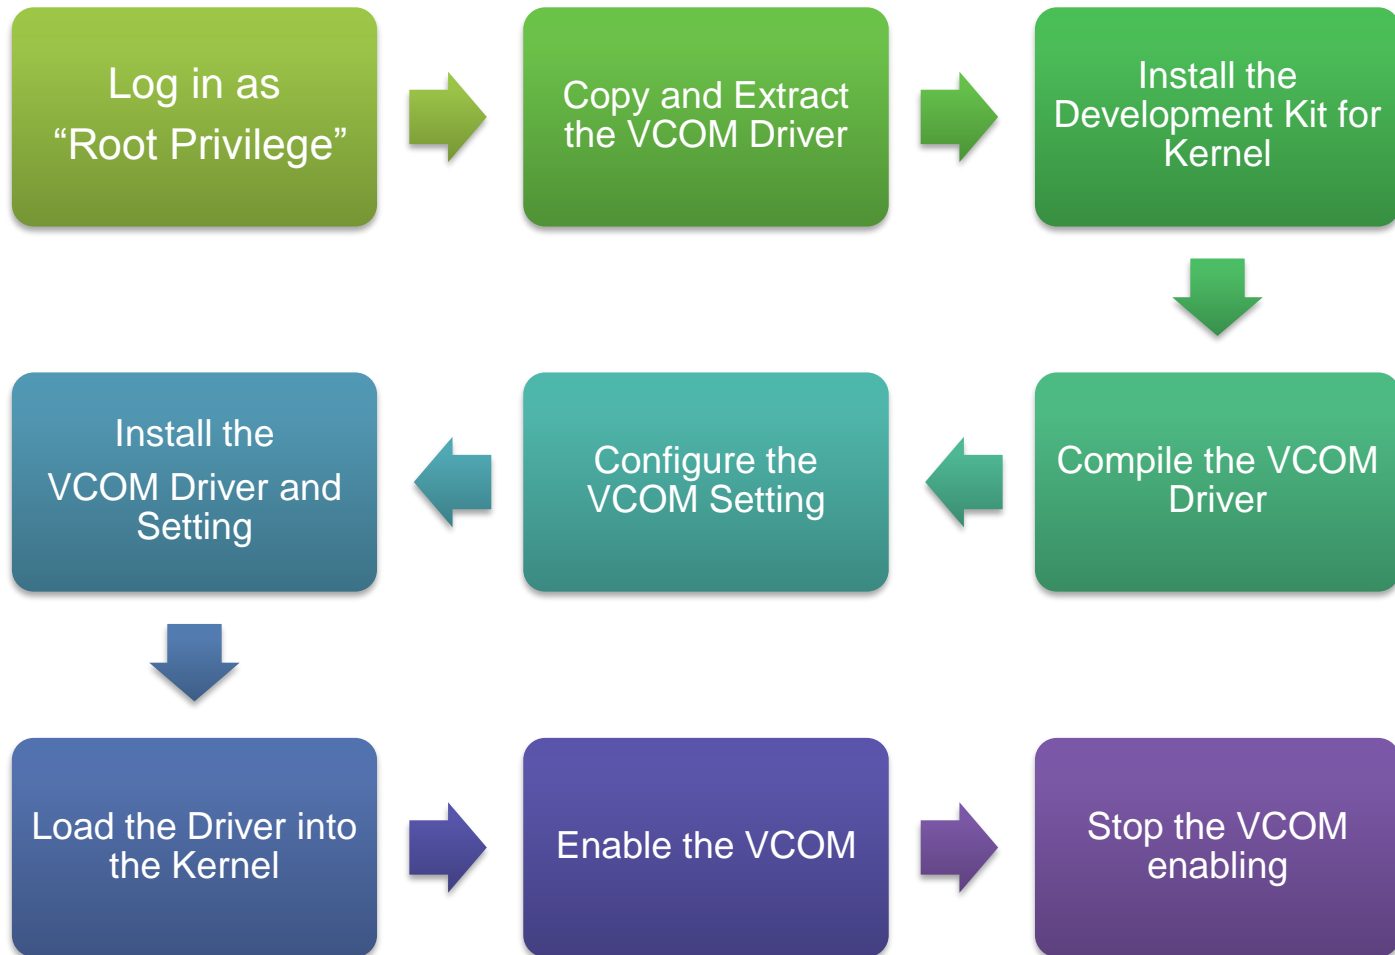 Log in as
“Root Privilege”
Copy and Extract
the VCOM Driver
Install the
Development Kit for
Kernel
Compile the VCOM
Driver
Configure the
VCOM Setting
Install the
VCOM Driver and
Setting
Load the Driver into
the Kernel
Enable the VCOM
Stop the VCOM
enabling